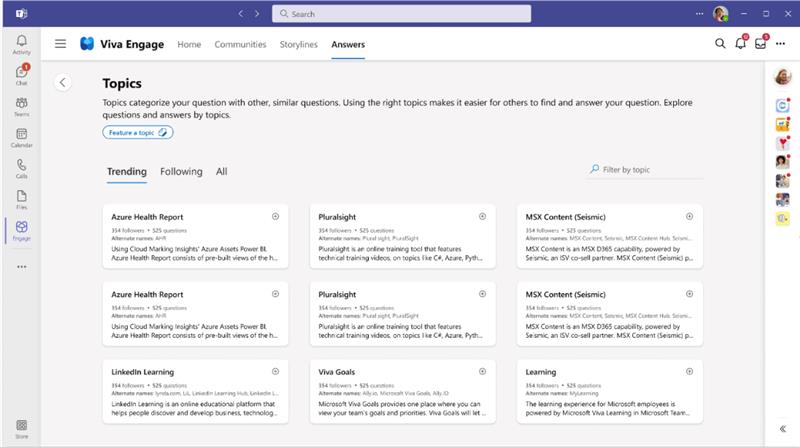 Search
Activity
Chat
Teams
Calendar
Calls
Files
Engage
Store
Viva Engage
Home
Communities
Storylines
Answers
Topics
Topics categorize your question with other, similar questions. Using the right topics makes it easier for others to find and answer your question. Explore
questions and answers by topics.
Feature a topic
Trending
Following
All
Filter by topic
Azure Health Report
354 followers • 525 questions
Alternate names: AHR
Using Cloud Marking Insights' Azure Assets Power BI.
Azure Health Report consists of pre-built views of the h...
Pluralsight
354 followers • 525 questions
Alternate names: Plural sight, PluralSight
Pluralsight is an online training tool that features
technical training videos, on topics like C#, Azure, Pyth...
MSX Content (Seismic)
354 followers • 525 questions
Alternate names: MSX Content, Seismic, MSX Content Hub, Seismi...
MSX Content is an MSX D365 capability, powered by
Seismic, an ISV co-sell partner. MSX Content (Seismic) p...
Azure Health Report
354 followers • 525 questions
Alternate names: AHR
Using Cloud Marking Insights' Azure Assets Power BI.
Azure Health Report consists of pre-built views of the h...
Pluralsight
354 followers • 525 questions
Alternate names: Plural sight, PluralSight
Pluralsight is an online training tool that features
technical training videos, on topics like C#, Azure, Pyth...
MSX Content (Seismic)
354 followers • 525 questions
Alternate names: MSX Content, Seismic, MSX Content Hub, Seismi...
MSX Content is an MSX D365 capability, powered by
Seismic, an ISV co-sell partner. MSX Content (Seismic) p...
LinkedIn Learning
354 followers • 525 questions
Alternate names: lynda.com, LiL, LinkedIn Learning Hub, LinkedIn L...
LinkedIn Learning is an online educational platform that
helps people discover and develop business, technolog...
Viva Goals
354 followers • 525 questions
Alternate names: Ally.io, Microsoft Viva Goals, Ally.IO
Microsoft Viva Goals provides one place where you can
view your team's goals and priorities. Viva Goals will let ...
Learning
354 followers • 525 questions
Alternate names: MyLearning
The learning experience for Microsoft employees is
powered by Microsoft Viva Learning in Microsoft Team...